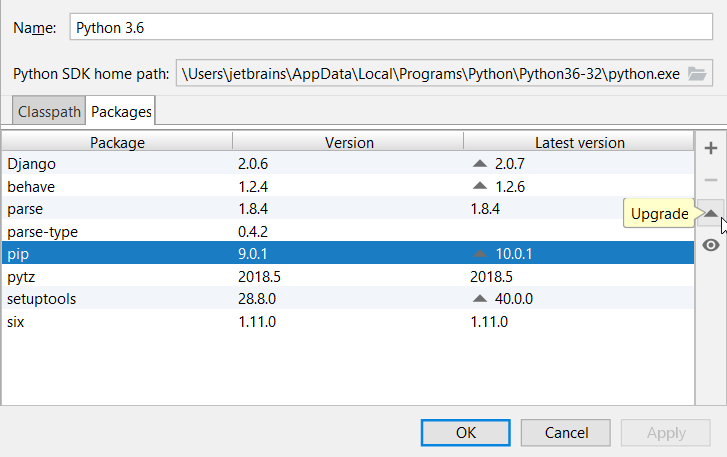 Name: Python 3.6
Python SDK home path: \Users\jetbrains\AppData\Local\Programs\Python\Python36-32\python.exe
Classpath Packages
Package Version Latest version
Django 2.0.6 2.0.7
behave 1.2.4 1.2.6
parse 1.8.4 1.8.4
Upgrade
parse-type 0.4.2
pip 9.0.1 10.0.1
pytz 2018.5 2018.5
setuptools 28.8.0 40.0.0
six 1.11.0 1.11.0
OK Cancel Apply